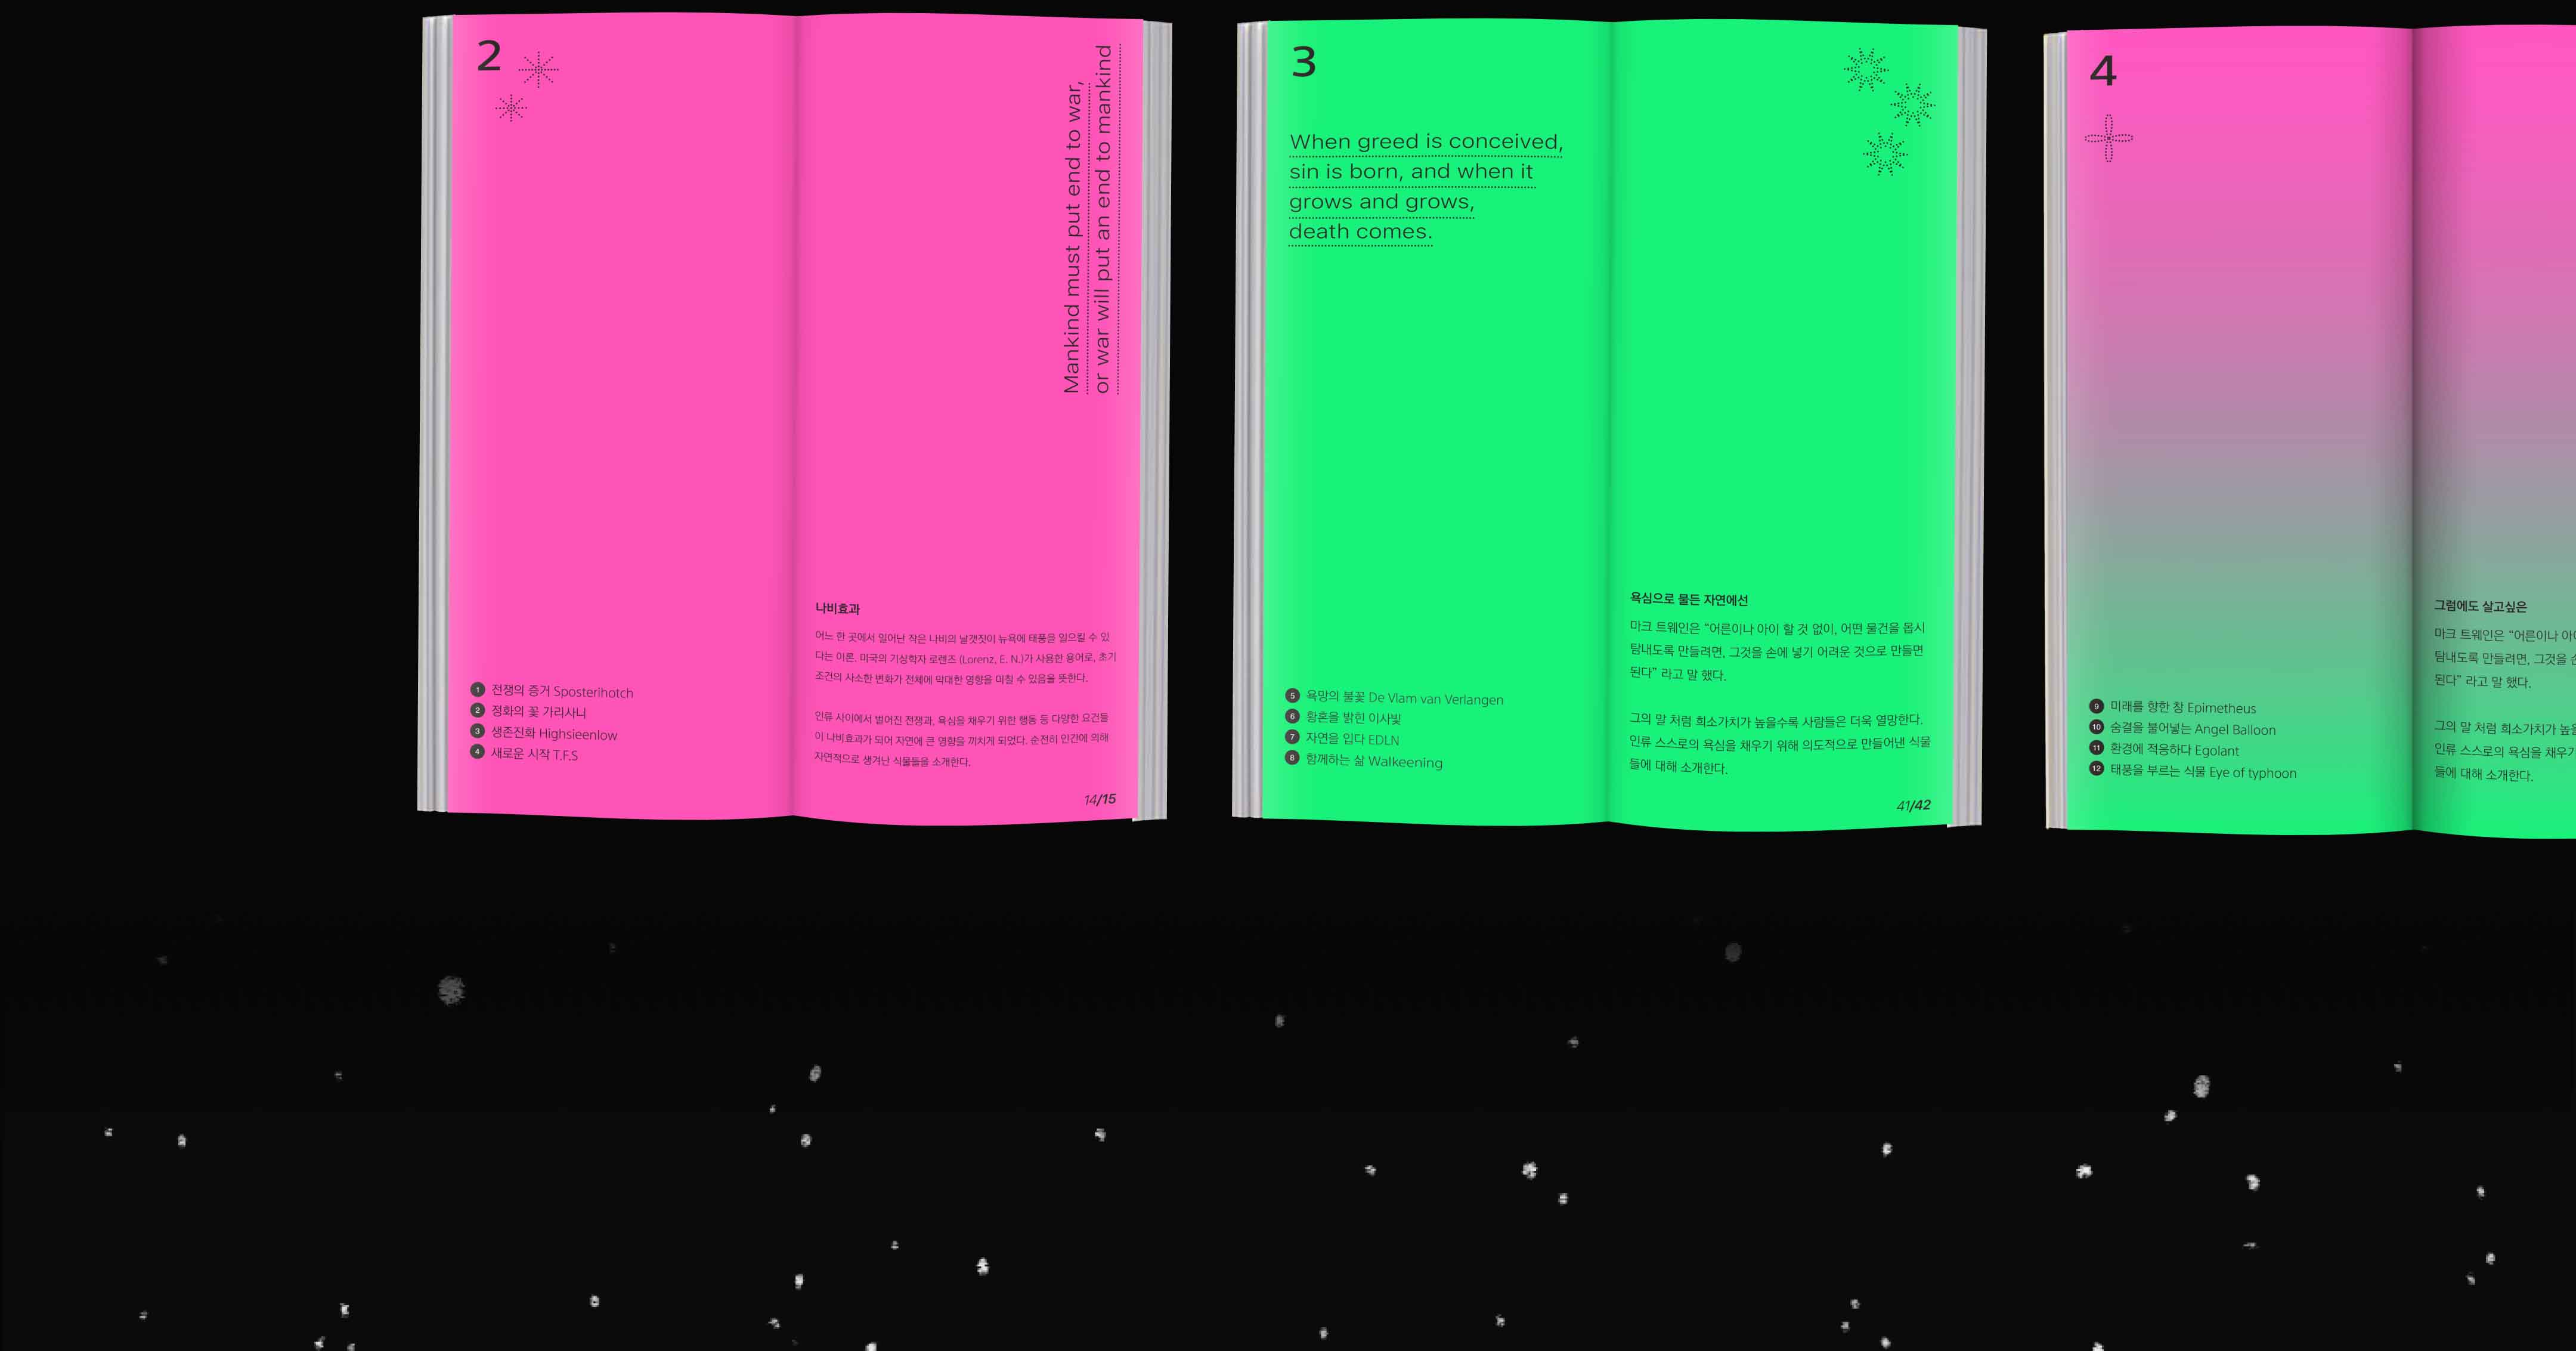 2
Mankind must put end to war,
or war will put an end to mankind
나비효과
어느 한 곳에서 일어난 작은 나비의 날갯짓이 뉴욕에 태풍을 일으킬 수 있
다는 이론. 미국의 기상학자 로렌즈 (Lorenz, E. N.)가 사용한 용어로, 초기
조건의 사소한 변화가 전체에 막대한 영향을 미칠 수 있음을 뜻한다.
인류 사이에서 벌어진 전쟁과, 욕심을 채우기 위한 행동 등 다양한 요건들
이 나비효과가 되어 자연에 큰 영향을 끼치게 되었다. 순전히 인간에 의해
자연적으로 생겨난 식물들을 소개한다.
1 전쟁의 증거 Sposterihotch
2 정화의 꽃 가리사니
3 생존진화 Highsieenlow
4 새로운 시작 T.F.S
14/15
3
When greed is conceived,
sin is born, and when it
grows and grows,
death comes.
욕심으로 물든 자연에선
마크 트웨인은 “어른이나 아이 할 것 없이, 어떤 물건을 몹시
탐내도록 만들려면, 그것을 손에 넣기 어려운 것으로 만들면
된다” 라고 말 했다.
그의 말 처럼 희소가치가 높을수록 사람들은 더욱 열망한다.
인류 스스로의 욕심을 채우기 위해 의도적으로 만들어낸 식물
들에 대해 소개한다.
5 욕망의 불꽃 De Vlam van Verlangen
6 황혼을 밝힌 이사빛
7 자연을 입다 EDLN
8 함께하는 삶 Walkeening
41/42
4
그럼에도 살고싶은
마크 트웨인은 “어른이나
탐내도록 만들려면, 그것을
된다” 라고 말 했다.
그의 말 처럼 희소가치가
인류 스스로의 욕심을
들에 대해 소개한다.
9 미래를 향한 창 Epimetheus
10 숨결을 불어넣는 Angel Balloon
11 환경에 적응하다 Egolant
12 태풍을 부르는 식물 Eye of typhoon